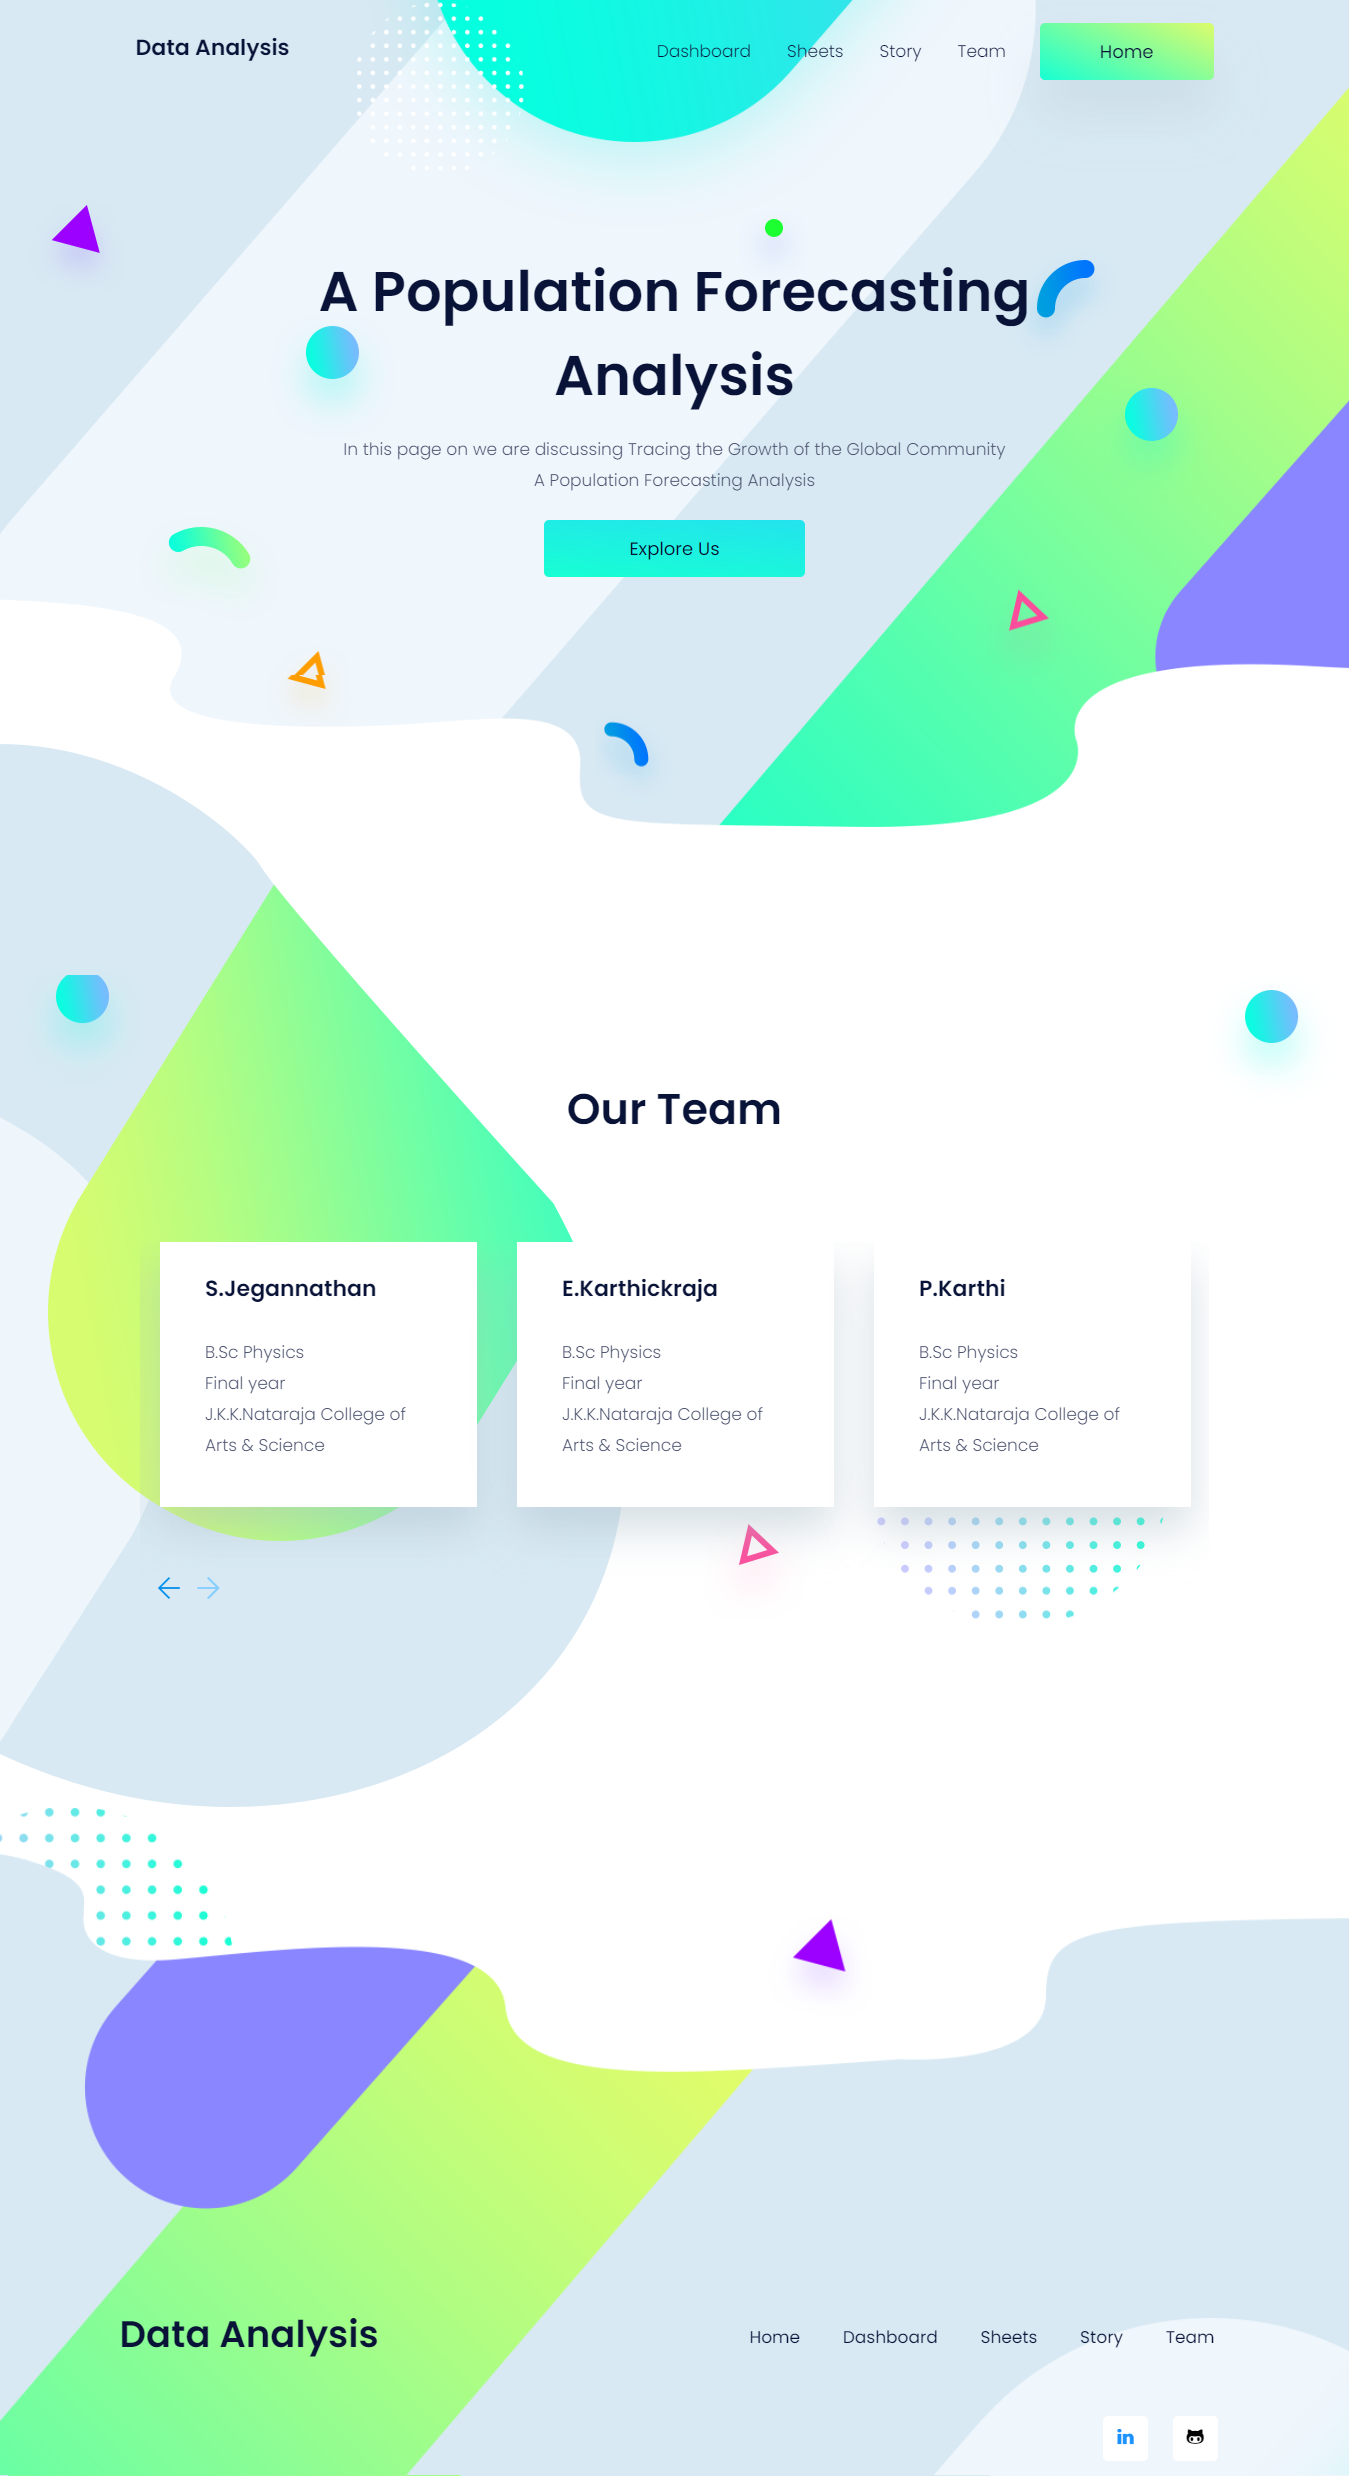 Data Analysis
Dashboard
Sheets
Story
Team
Home
A Population Forecasting
Analysis
In this page on we are discussing Tracing the Growth of the Global Community
A Population Forecasting Analysis
Explore Us
Our Team
S.Jegannathan
B.Sc Physics
Final year
J.K.K.Nataraja College of
Arts & Science
E.Karthickraja
B.Sc Physics
Final year
J.K.K.Nataraja College of
Arts & Science
P.Karthi
B.Sc Physics
Final year
J.K.K.Nataraja College of
Arts & Science
Data Analysis
Home
Dashboard
Sheets
Story
Team
in